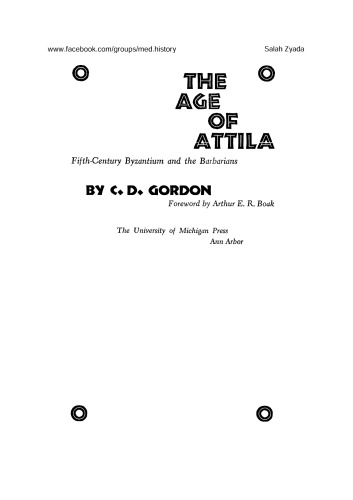 www.facebook.com/groups/med.history Salah Zyada
THE
AGE
OF
ATTILA
Fifth-Century Byzantium and the Barbarians
BY C. D. GORDON
Foreword by Arthur E. R. Boak
The University of Michigan Press
Ann Arbor